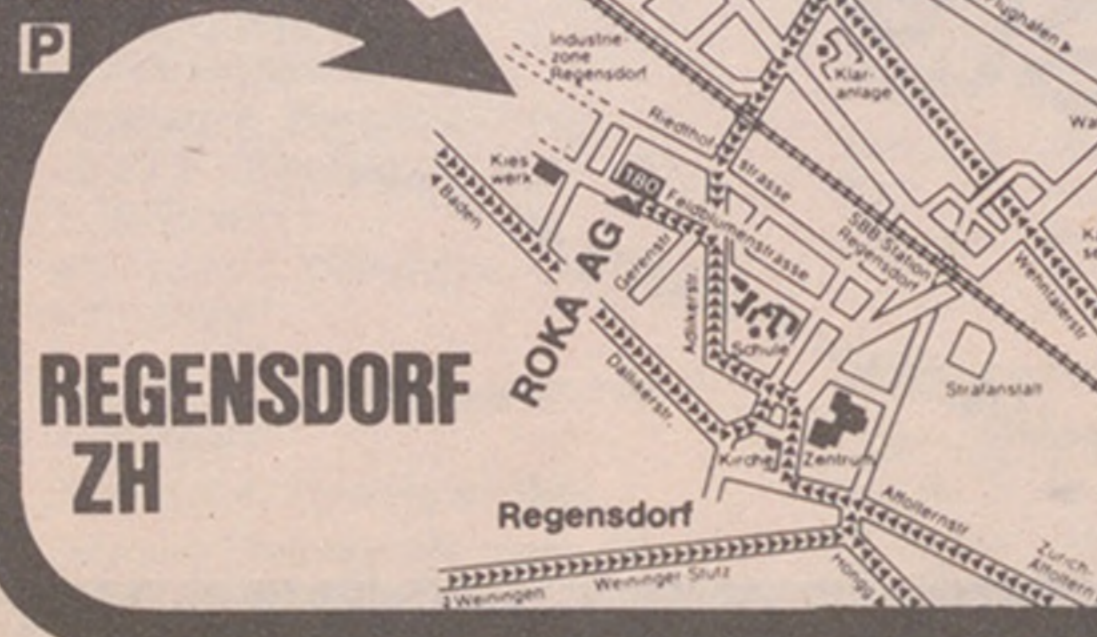 P
Flughafen
Industrie-
zone
Regensdorf
Klär-
anlage
Riedthof
strasse
Kies
werk
Baden
180
Feldblumenstrasse
SBB Station
Regensdorf
Gerenstr.
ROKA AG
Adlikerstr.
Schule
Wehntalerstr
REGENSDORF
ZH
Dällikerstr.
Strafanstalt
Kirche
Zentrum
Regensdorf
Affolternstr
Weininger Stutz
Weiningen
Höngg
Zürich-
Affoltern